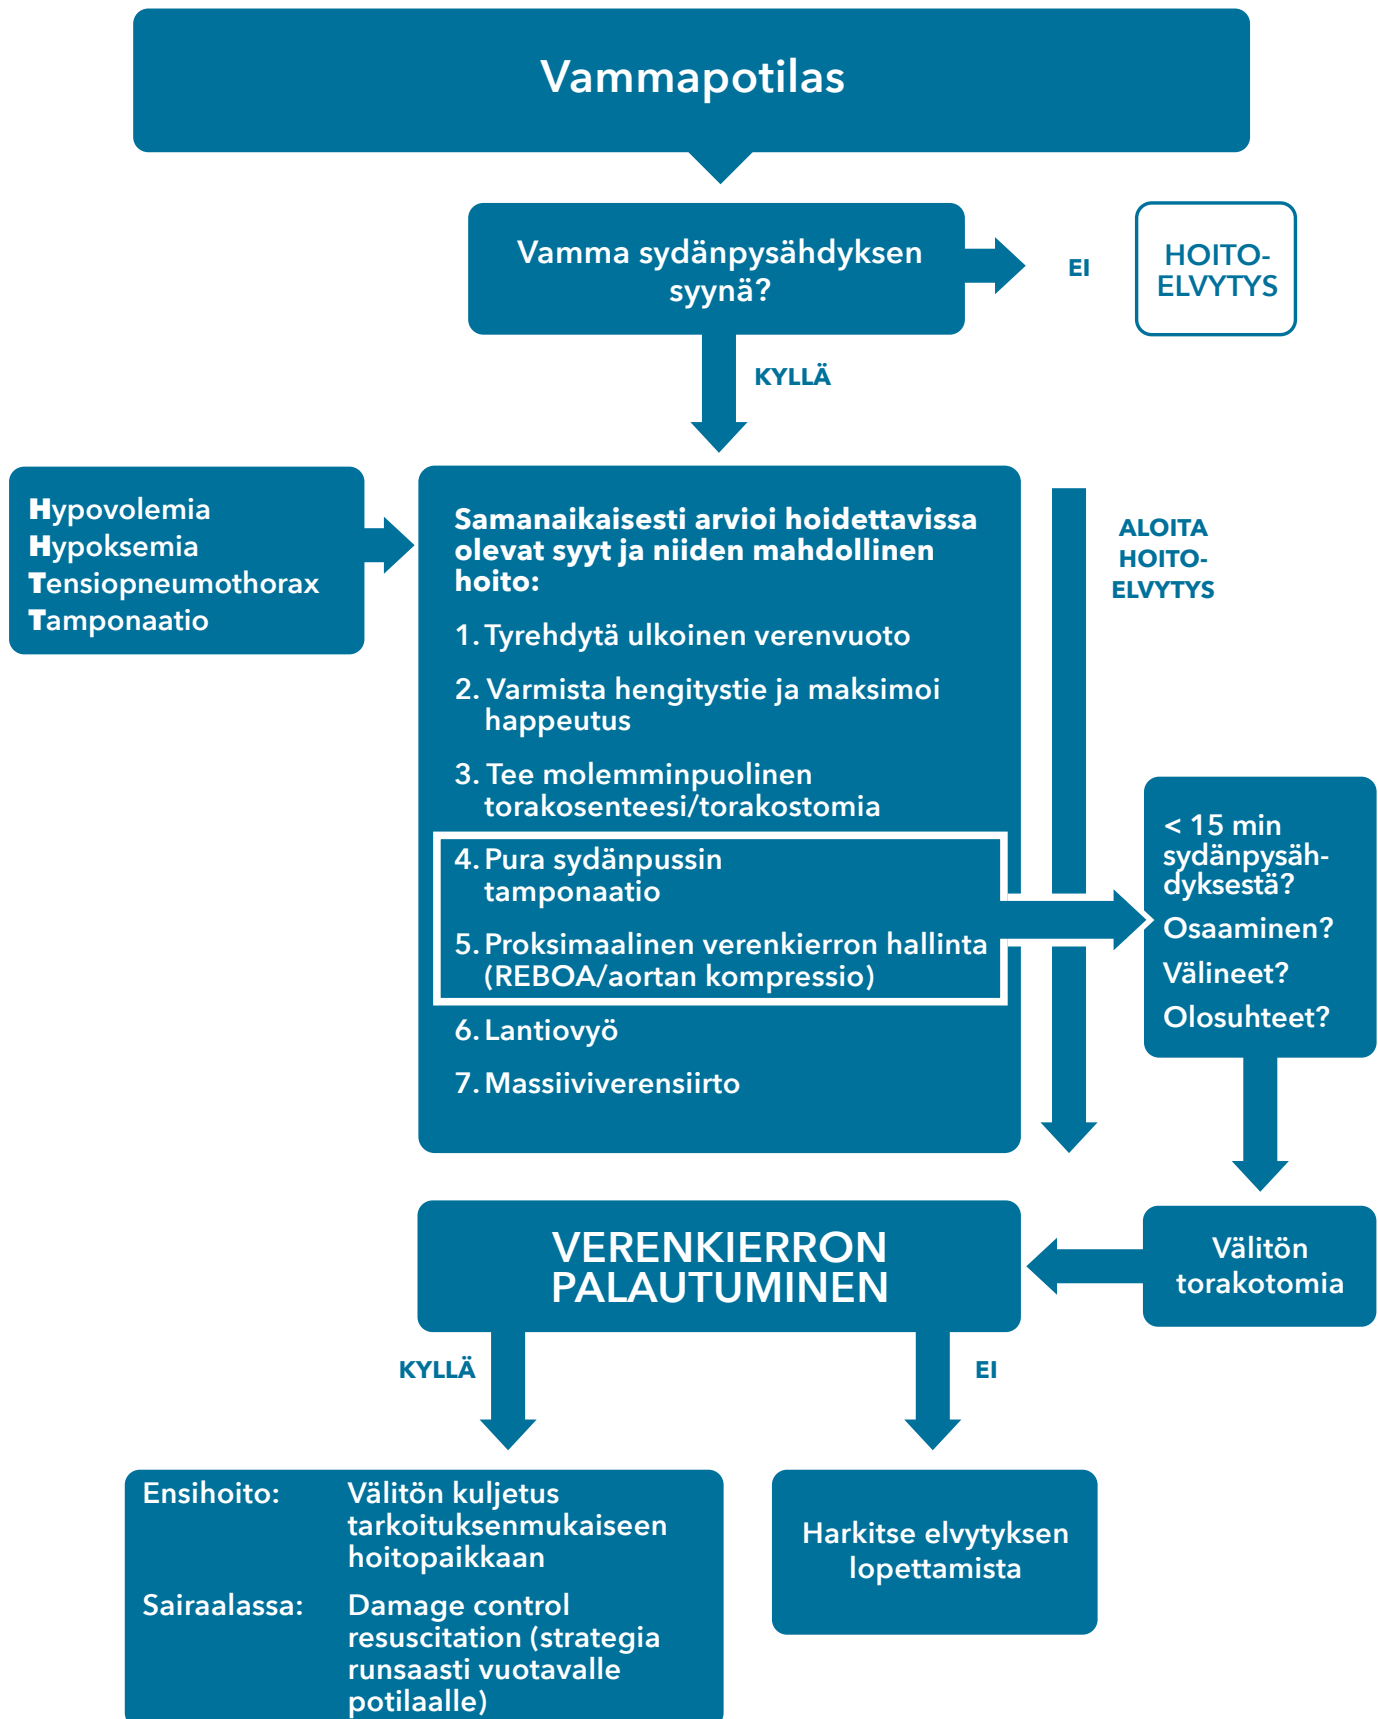 Vammapotilas
Vamma sydänpysähdyksen
syynä?
EI
HOITO-
ELVYTYS
KYLLÄ
Hypovolemia
Hypoksemia
Tensiopneumothorax
Tamponaatio
Samanaikaisesti arvioi hoidettavissa
olevat syyt ja niiden mahdollinen
hoito:
1. Tyrehdytä ulkoinen verenvuoto
2. Varmista hengitystie ja maksimoi
happeutus
3. Tee molemminpuolinen
torakosenteesi/torakostomia
4. Pura sydänpussin
tamponaatio
5. Proksimaalinen verenkierron hallinta
(REBOA/aortan kompressio)
6. Lantiovyö
7. Massiiviverensiirto
ALOITA
HOITO-
ELVYTYS
< 15 min
sydänpysäh-
dyksestä?
Osaaminen?
Välineet?
Olosuhteet?
Välitön
torakotomia
VERENKIERRON
PALAUTUMINEN
KYLLÄ
EI
Ensihoito: Välitön kuljetus
tarkoituksenmukaiseen
hoitopaikkaan
Sairaalassa: Damage control
resuscitation (strategia
runsaasti vuotavalle
potilaalle)
Harkitse elvytyksen
lopettamista